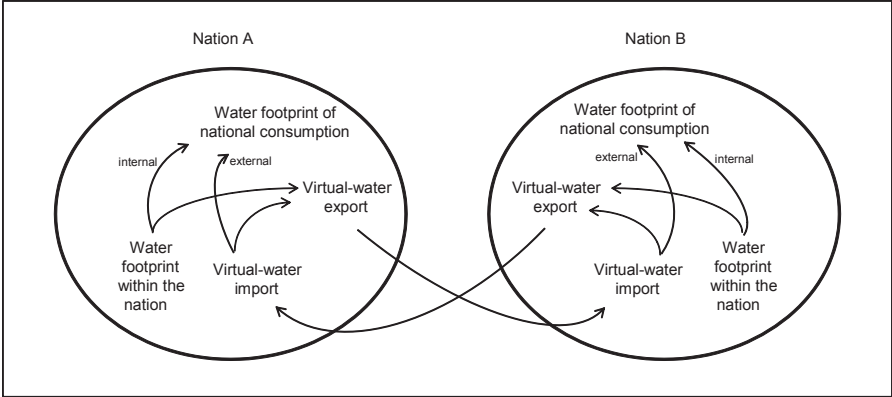 Nation A
Water footprint of
national consumption
internal
external
Virtual-water
export
Water
footprint
within the
nation
Virtual-water
import
Nation B
Water footprint of
national consumption
external
internal
Virtual-water
export
Virtual-water
import
Water
footprint
within the
nation